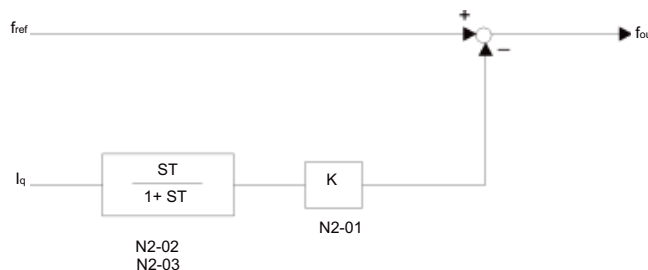 +
fref
fou
−
ST
Iq
K
1+ ST
N2-01
N2-02
N2-03